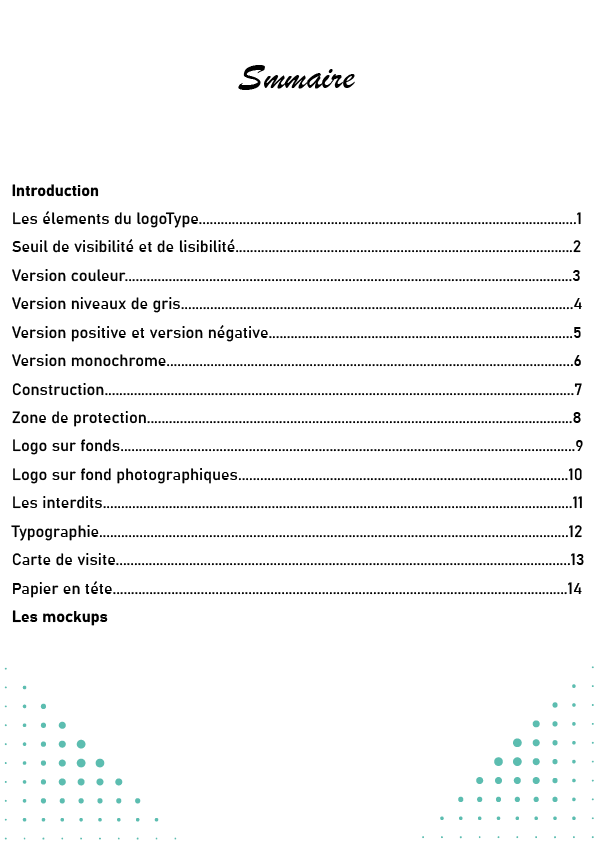 Smmaire
Introduction
Les élements du logoType....................................................................................................1
Seuil de visibilité et de lisibilité..........................................................................................2
Version couleur.......................................................................................................................3
Version niveaux de gris........................................................................................................4
Version positive et version négative.................................................................................5
Version monochrome............................................................................................................6
Construction............................................................................................................................7
Zone de protection.................................................................................................................8
Logo sur fonds........................................................................................................................9
Logo sur fond photographiques........................................................................................10
Les interdits............................................................................................................................11
Typographie............................................................................................................................12
Carte de visite.........................................................................................................................13
Papier en téte.........................................................................................................................14
Les mockups